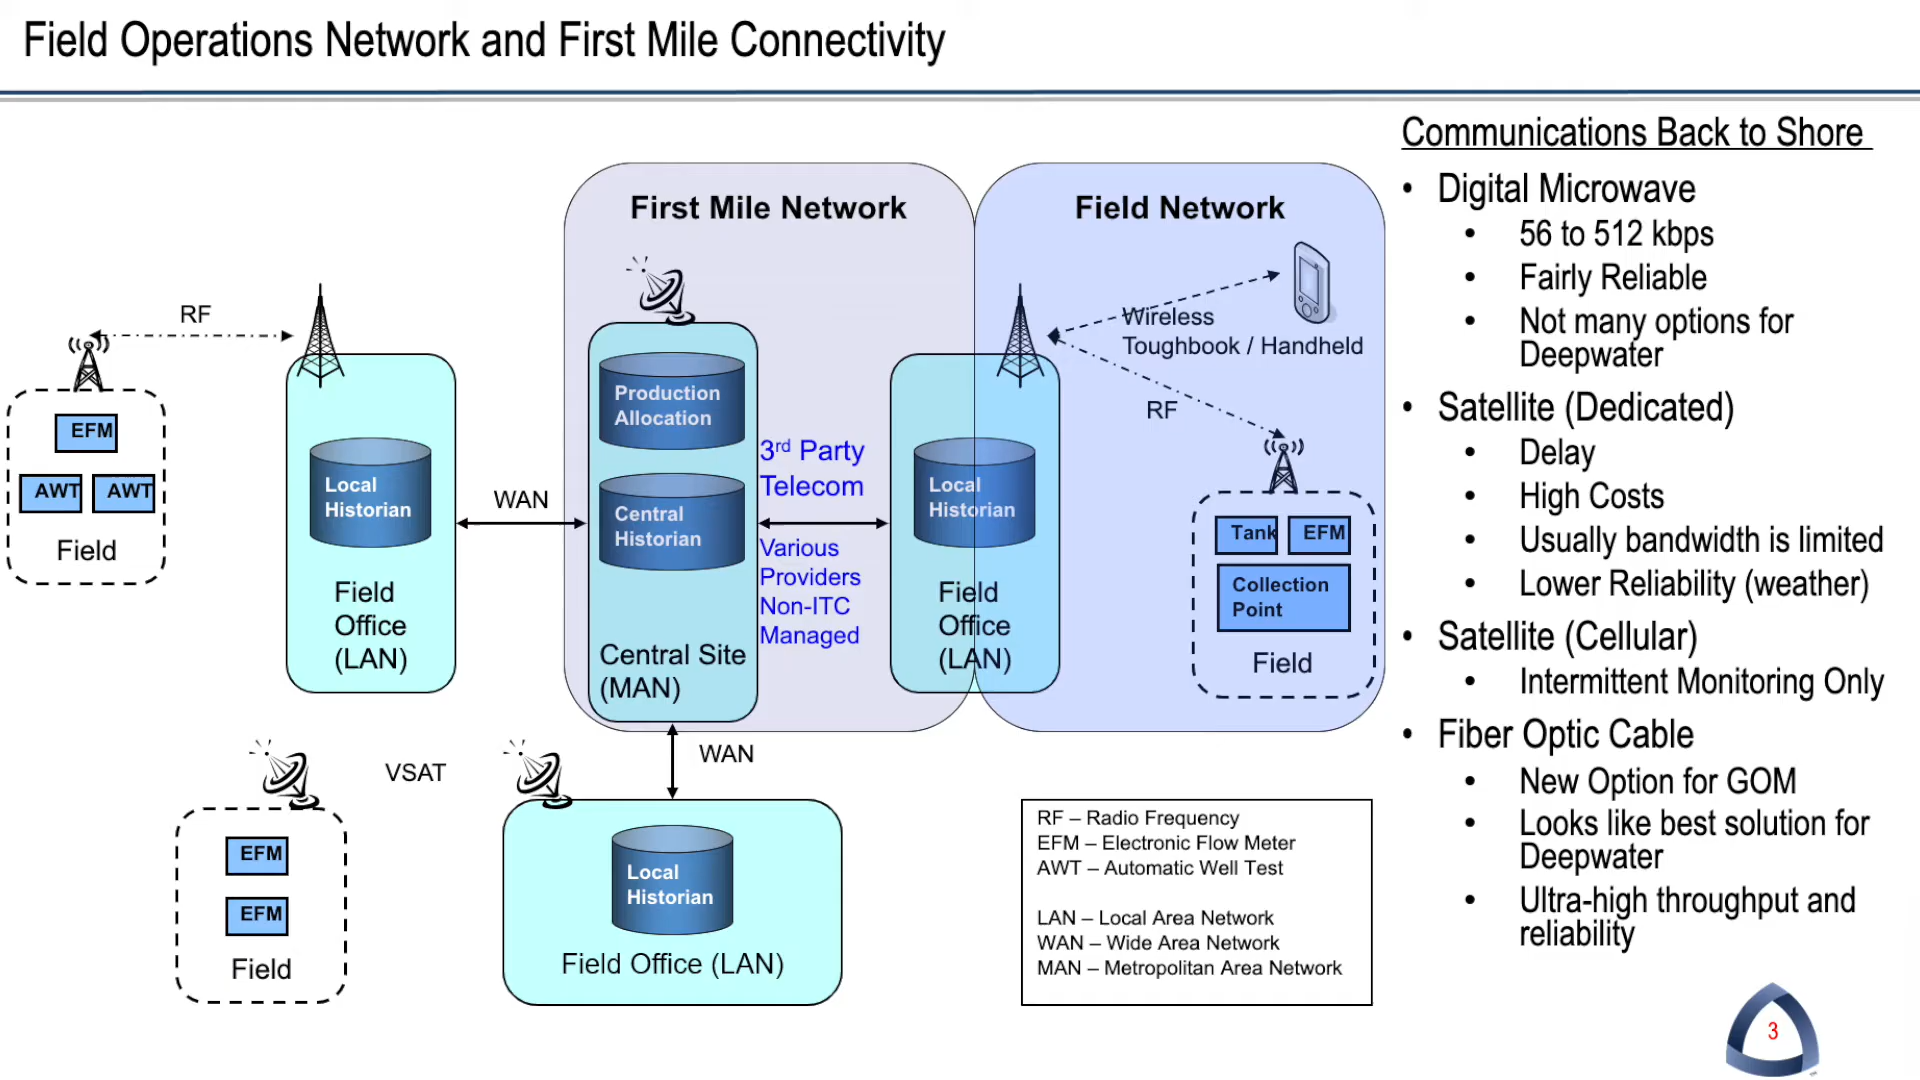 Field Operations Network and First Mile Connectivity
First Mile Network
Field Network
RF
EFM
AWT AWT
Field
Local
Historian
Field
Office
(LAN)
WAN
Production
Allocation
Central
Historian
Central Site
(MAN)
3rd Party
Telecom
Various
Providers
Non-ITC
Managed
Local
Historian
Field
Office
(LAN)
Wireless
Toughbook / Handheld
RF
Tank EFM
Collection
Point
Field
WAN
VSAT
EFM
EFM
Field
Local
Historian
Field Office (LAN)
RF – Radio Frequency
EFM – Electronic Flow Meter
AWT – Automatic Well Test
LAN – Local Area Network
WAN – Wide Area Network
MAN – Metropolitan Area Network
Communications Back to Shore
• Digital Microwave
• 56 to 512 kbps
• Fairly Reliable
• Not many options for
Deepwater
• Satellite (Dedicated)
• Delay
• High Costs
• Usually bandwidth is limited
• Lower Reliability (weather)
• Satellite (Cellular)
• Intermittent Monitoring Only
• Fiber Optic Cable
• New Option for GOM
• Looks like best solution for
Deepwater
• Ultra-high throughput and
reliability
3